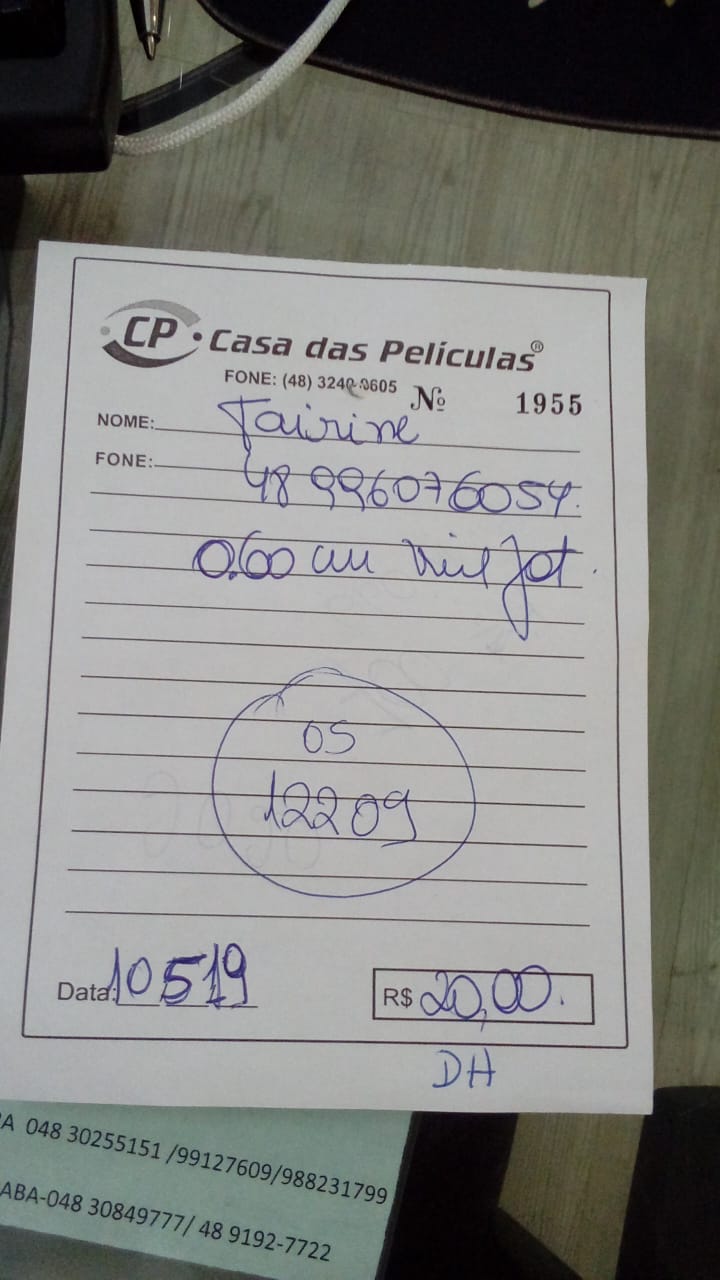 CP • Casa das Películas®
FONE: (48) 3240-0605 Nº 1955
NOME: Tairine
FONE: 48 996076054.
0.60 cm jat.
OS
12209
Data: 10 5 19 R$ 20,00.
DH
A 048 30255151 /99127609/988231799
ABA-048 30849777/ 48 9192-7722